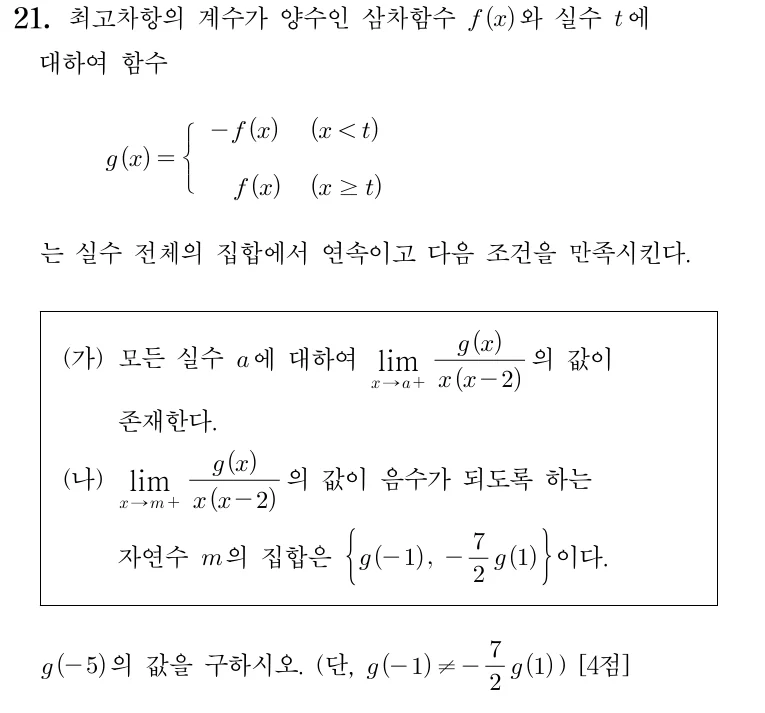 21. 최고차항의 계수가 양수인 삼차함수 f(x)와 실수 t에
대하여 함수
g(x) = { -f(x) (x < t)
f(x) (x ≥ t)
는 실수 전체의 집합에서 연속이고 다음 조건을 만족시킨다.
(가) 모든 실수 a에 대하여 lim_{x→a+} g(x)/(x(x-2)) 의 값이
존재한다.
(나) lim_{x→m+} g(x)/(x(x-2)) 의 값이 음수가 되도록 하는
자연수 m의 집합은 {g(-1), -7/2 g(1)}이다.
g(-5)의 값을 구하시오. (단, g(-1) ≠ -7/2 g(1)) [4점]